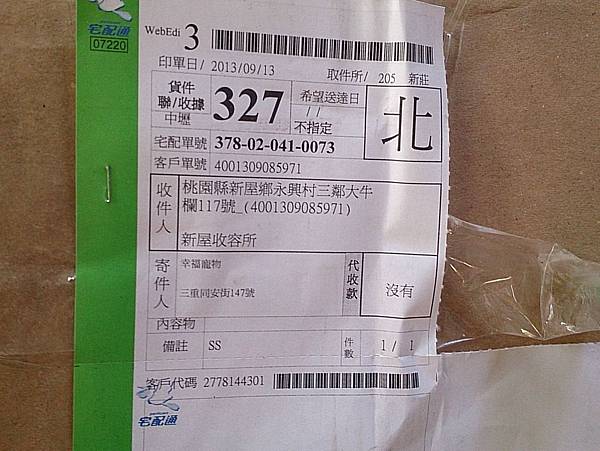 宅配通
07220
WebEdi 3
印單日/ 2013/09/13 取件所/ 205 新莊
貨件
聯/收據
中壢
327
希望送達日
/ /
不指定
北
宅配單號 378-02-041-0073
客戶單號 4001309085971
收件人
桃園縣新屋鄉永興村三鄰大牛
欄117號_(4001309085971)
新屋收容所
寄件人
幸福寵物
三重同安街147號
代收款
沒有
內容物
備註 SS
件數
1 / 1
客戶代碼 2778144301
宅配通